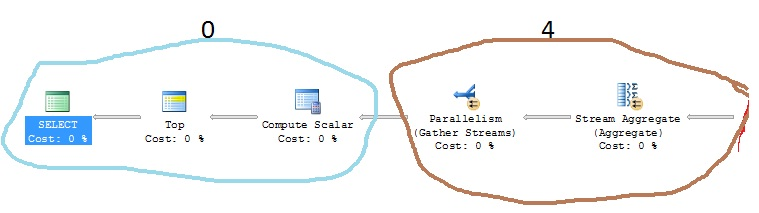 0
4
SELECT
Cost: 0 %
Top
Cost: 0 %
Compute Scalar
Cost: 0 %
Parallelism
(Gather Streams)
Cost: 0 %
Stream Aggregate
(Aggregate)
Cost: 0 %